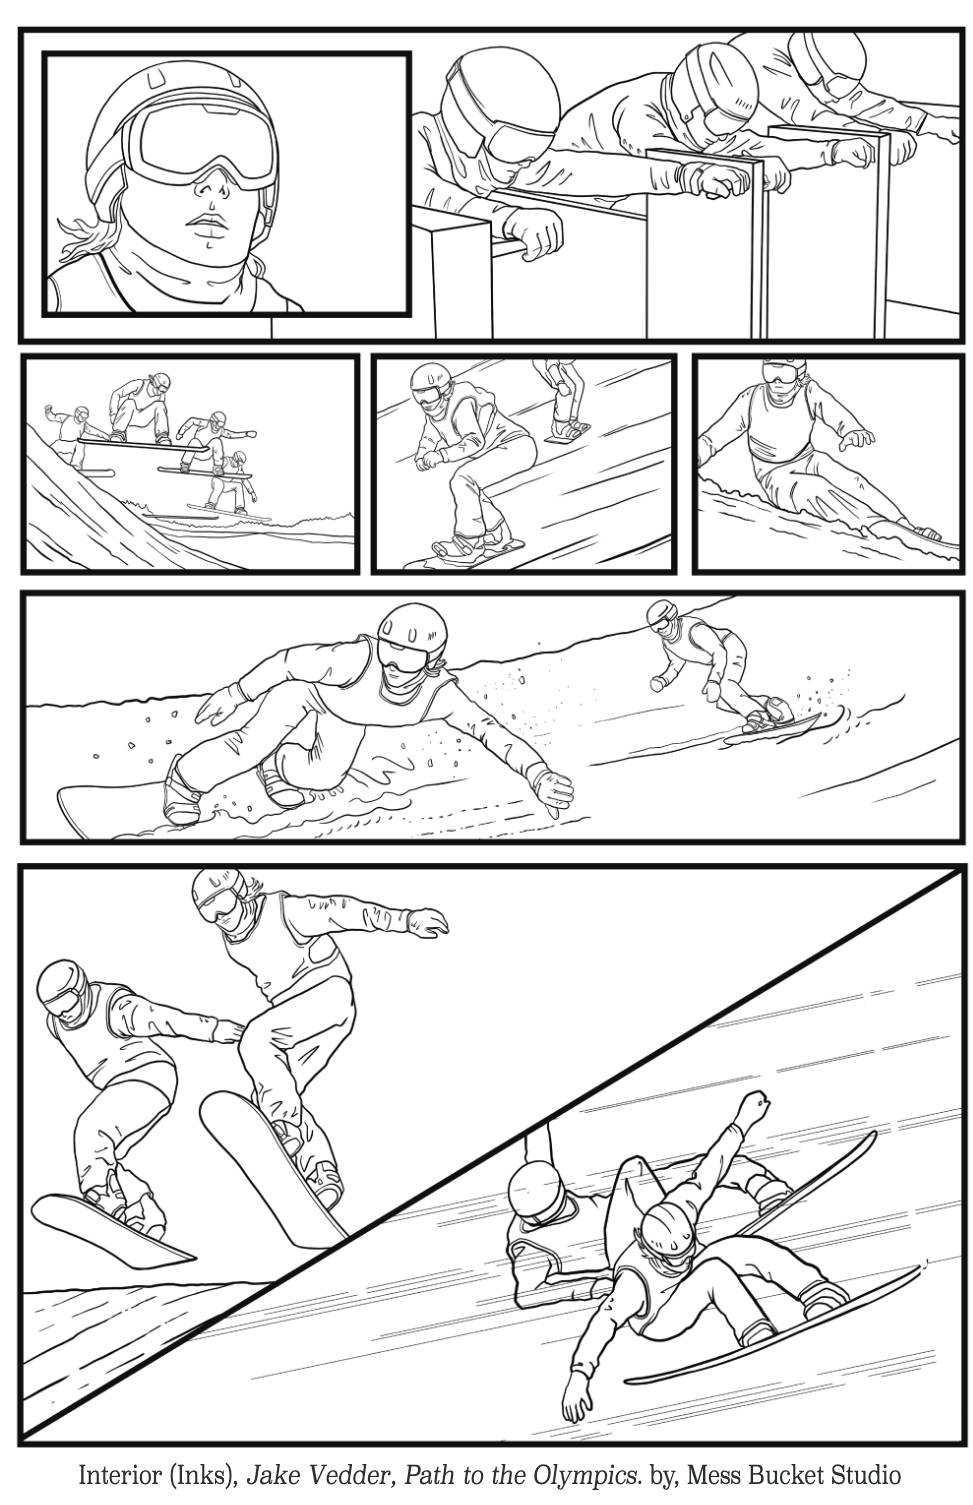 Interior (Inks), Jake Vedder, Path to the Olympics. by, Mess Bucket Studio